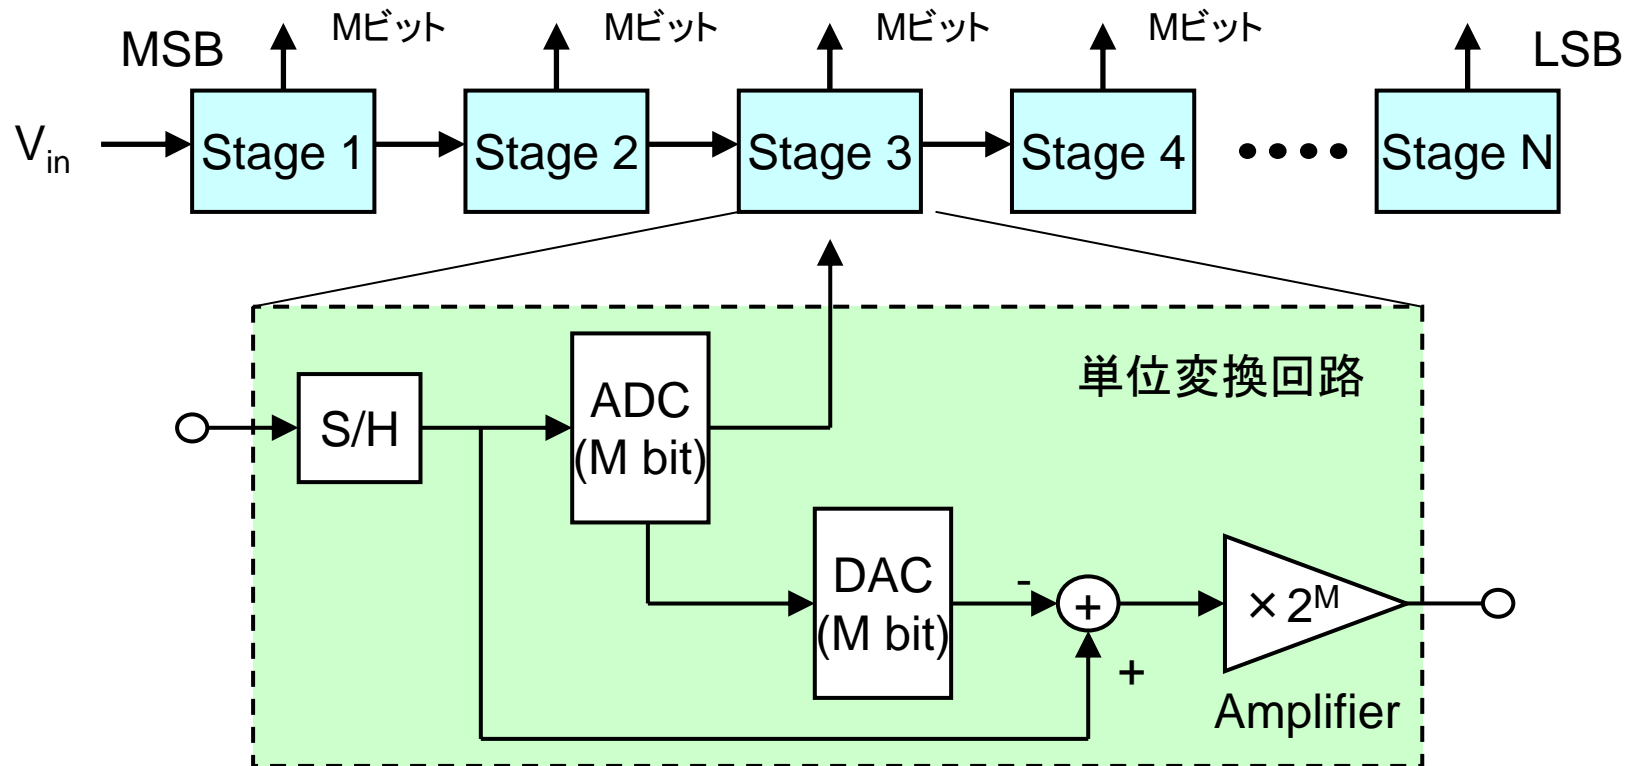 MSB
Mビット
Mビット
Mビット
Mビット
LSB
Vin
Stage 1
Stage 2
Stage 3
Stage 4
••••
Stage N
単位変換回路
S/H
ADC
(M bit)
DAC
(M bit)
-
+
+
×2^M
Amplifier